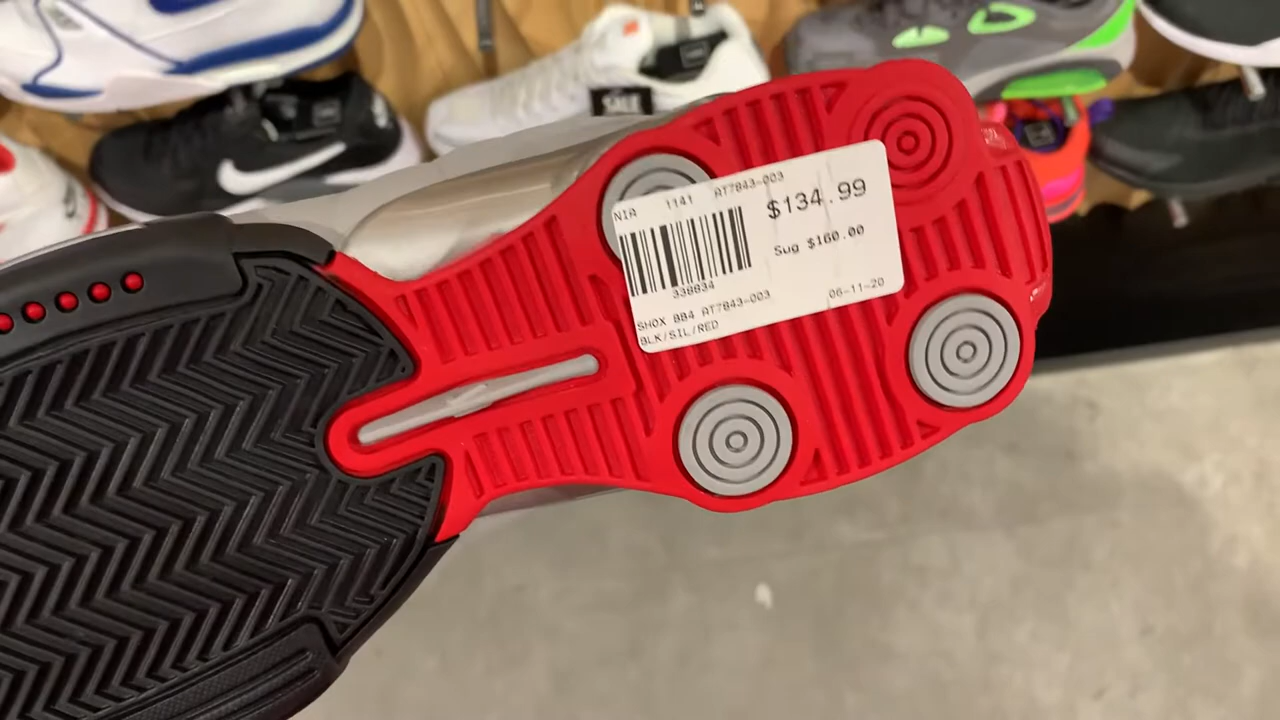 SALE
NIA 1141 AT7843-003
$134.99
Sug $160.00
338834
06-11-20
SHOX BB4 AT7843-003
BLK/SIL/RED